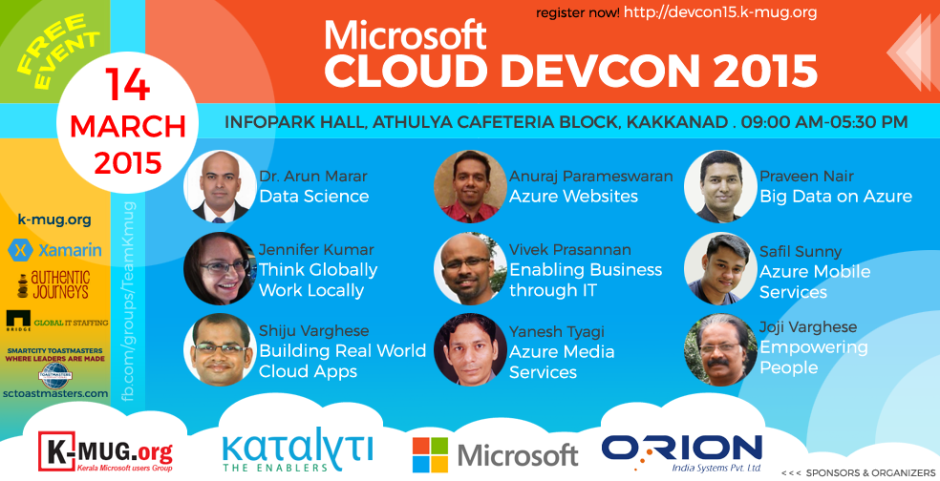 FREE
EVENT
14
MARCH
2015
register now! http://devcon15.k-mug.org
Microsoft
CLOUD DEVCON 2015
INFOPARK HALL, ATHULYA CAFETERIA BLOCK, KAKKANAD . 09:00 AM-05:30 PM
Dr. Arun Marar
Data Science
Anuraj Parameswaran
Azure Websites
Praveen Nair
Big Data on Azure
Jennifer Kumar
Think Globally
Work Locally
Vivek Prasannan
Enabling Business
through IT
Safil Sunny
Azure Mobile
Services
Shiju Varghese
Building Real World
Cloud Apps
Yanesh Tyagi
Azure Media
Services
Joji Varghese
Empowering
People
k-mug.org
Xamarin
AUTHENTIC
JOURNEYS
BRIDGE GLOBAL IT STAFFING
SMARTCITY TOASTMASTERS
WHERE LEADERS ARE MADE
TOASTMASTERS
sctoastmasters.com
fb.com/groups/TeamKmug
K-MUG.org
Kerala Microsoft users Group
Katalyti
THE ENABLERS
Microsoft
ORION
India Systems Pvt. Ltd.
<<< SPONSORS & ORGANIZERS